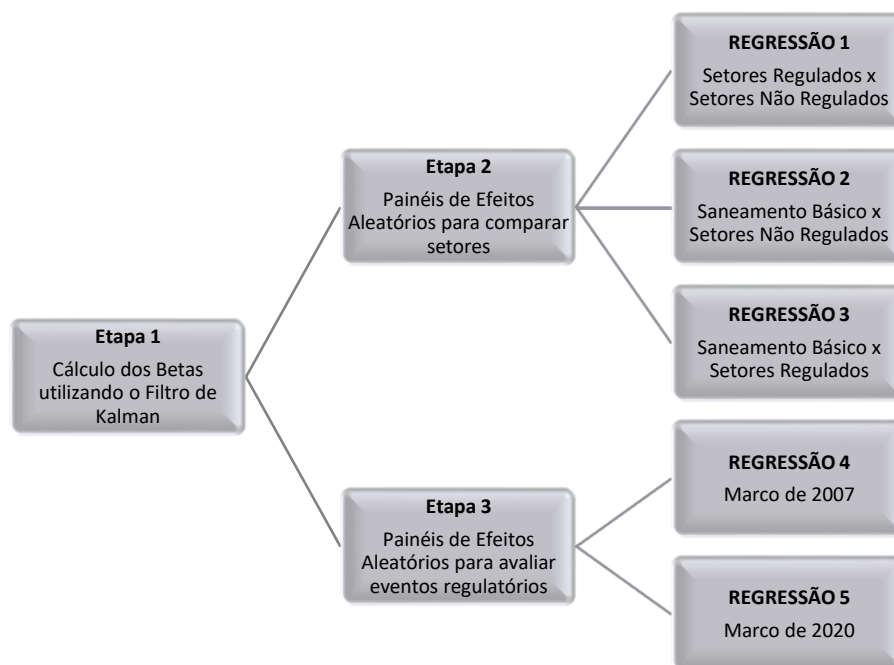 Etapa 1
Cálculo dos Betas
utilizando o Filtro de
Kalman
Etapa 2
Painéis de Efeitos
Aleatórios para comparar
setores
REGRESSÃO 1
Setores Regulados x
Setores Não Regulados
REGRESSÃO 2
Saneamento Básico x
Setores Não Regulados
REGRESSÃO 3
Saneamento Básico x
Setores Regulados
Etapa 3
Painéis de Efeitos
Aleatórios para avaliar
eventos regulatórios
REGRESSÃO 4
Marco de 2007
REGRESSÃO 5
Marco de 2020